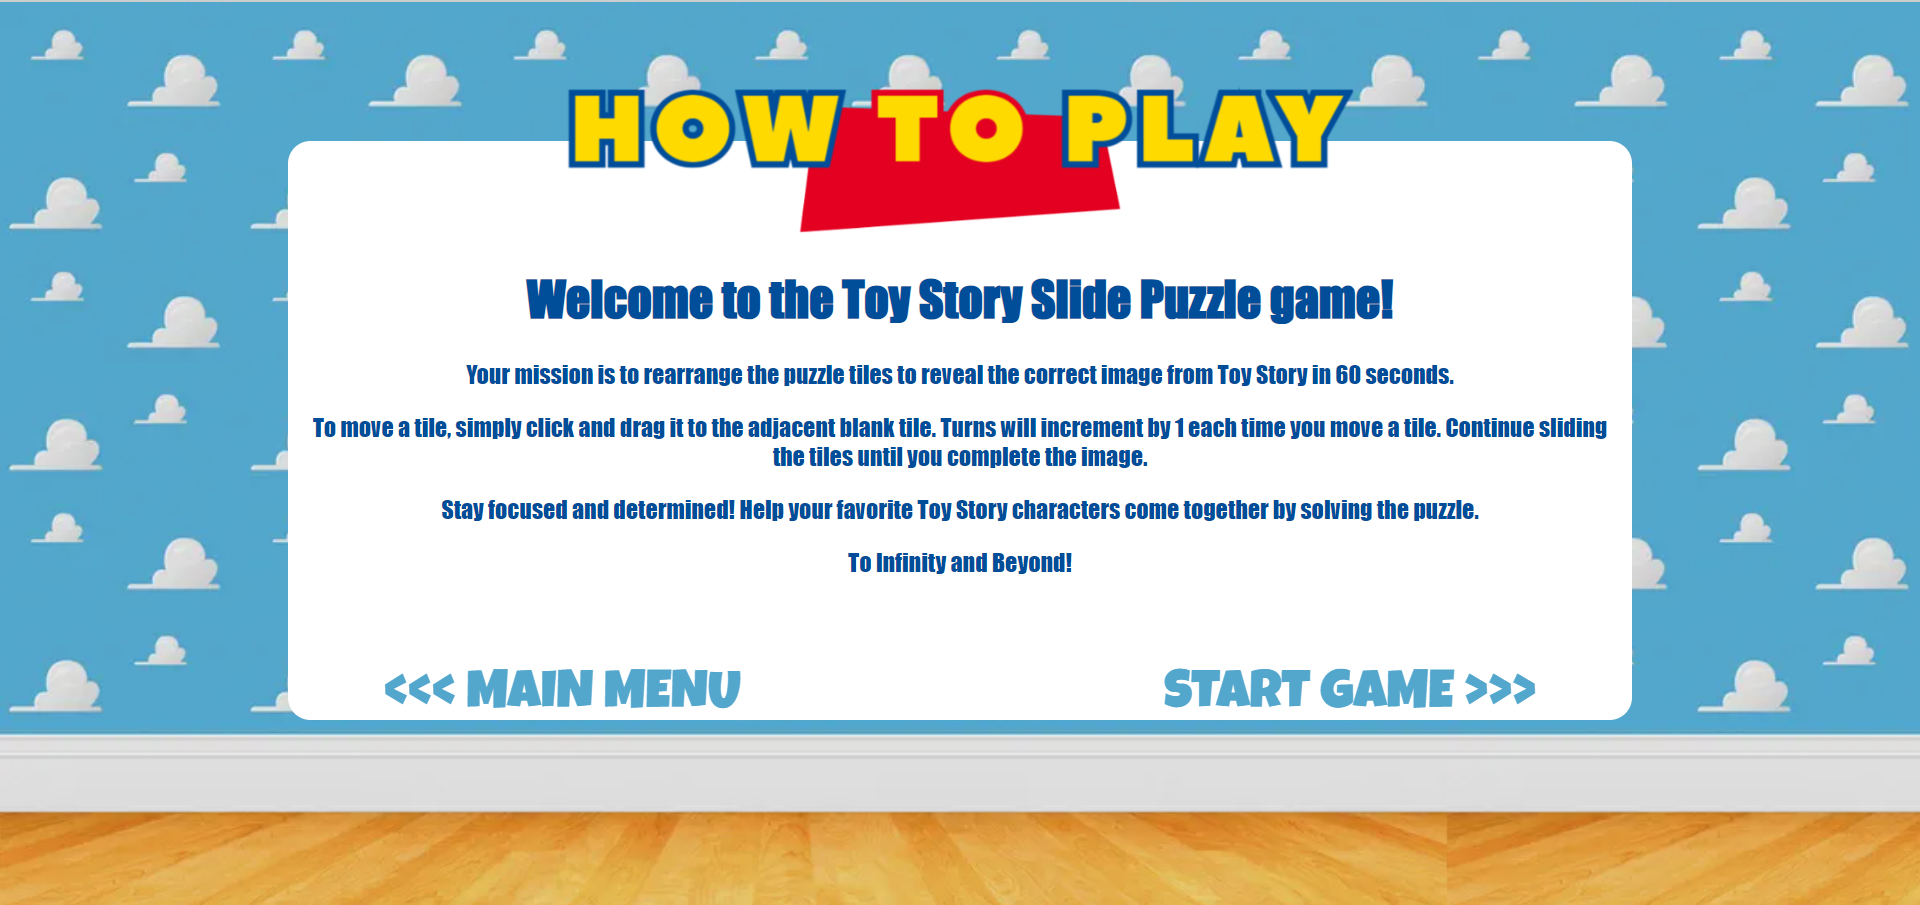 HOW TO PLAY
Welcome to the Toy Story Slide Puzzle game!
Your mission is to rearrange the puzzle tiles to reveal the correct image from Toy Story in 60 seconds.
To move a tile, simply click and drag it to the adjacent blank tile. Turns will increment by 1 each time you move a tile. Continue sliding
the tiles until you complete the image.
Stay focused and determined! Help your favorite Toy Story characters come together by solving the puzzle.
To Infinity and Beyond!
<<< MAIN MENU
START GAME >>>